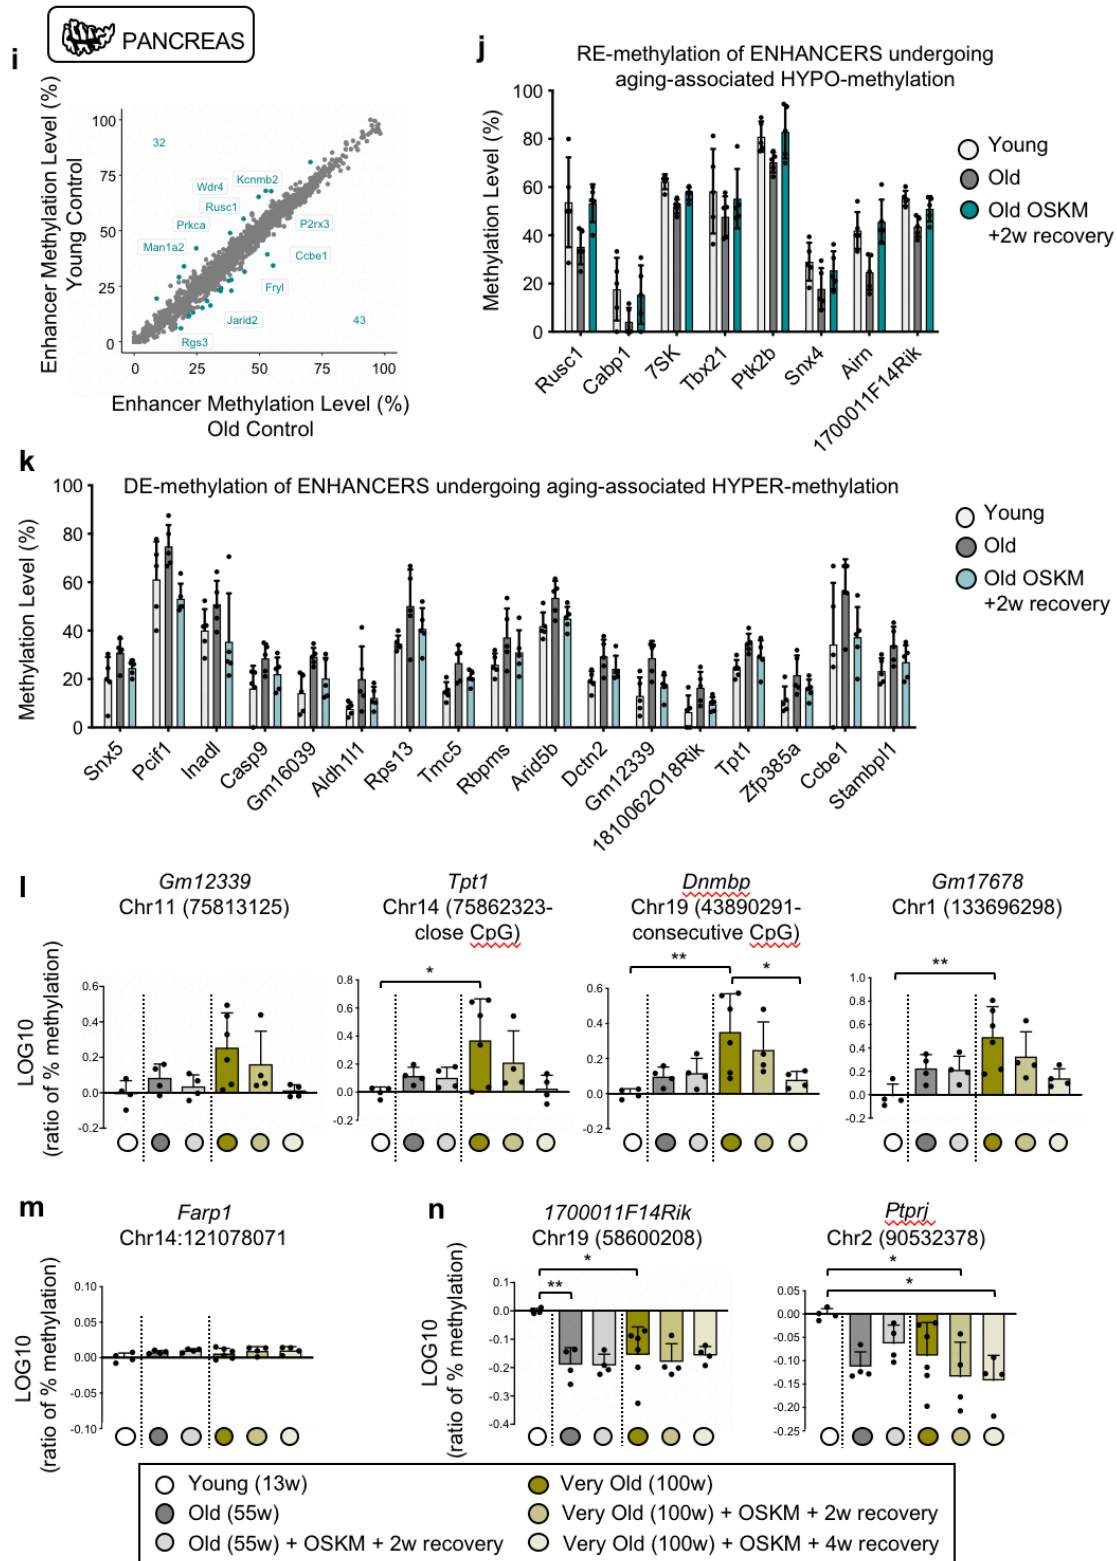 i
PANCREAS
Enhancer Methylation Level (%)
Young Control
100
75
50
25
0
32
Wdr4
Kcnmb2
Rusc1
Prkca
P2rx3
Man1a2
Ccbe1
Fryl
Jarid2
43
Rgs3
0 25 50 75 100
Enhancer Methylation Level (%)
Old Control
j
RE-methylation of ENHANCERS undergoing
aging-associated HYPO-methylation
Methylation Level (%)
100
80
60
40
20
0
Rusc1
Cabp1
7SK
Tbx21
Ptk2b
Snx4
Airn
1700011F14Rik
Young
Old
Old OSKM
+2w recovery
k
DE-methylation of ENHANCERS undergoing aging-associated HYPER-methylation
Methylation Level (%)
100
80
60
40
20
0
Snx5
Pcif1
Inadl
Casp9
Gm16039
Aldh1l1
Rps13
Tmc5
Rbpms
Arid5b
Dctn2
Gm12339
1810062O18Rik
Tpt1
Zfp385a
Ccbe1
Stambpl1
Young
Old
Old OSKM
+2w recovery
l
Gm12339
Chr11 (75813125)
LOG10
(ratio of % methylation)
0.6
0.4
0.2
0.0
-0.2
Tpt1
Chr14 (75862323-
close CpG)
0.8
0.6
0.4
0.2
0.0
-0.2
*
Dnmbp
Chr19 (43890291-
consecutive CpG)
0.6
0.4
0.2
0.0
-0.2
**
*
Gm17678
Chr1 (133696298)
1.0
0.8
0.6
0.4
0.2
0.0
-0.2
**
m
Farp1
Chr14:121078071
LOG10
(ratio of % methylation)
0.10
0.05
0.00
-0.05
-0.10
n
1700011F14Rik
Chr19 (58600208)
LOG10
(ratio of % methylation)
0.1
0.0
-0.1
-0.2
-0.3
-0.4
*
**
Ptprj
Chr2 (90532378)
0.05
0.00
-0.05
-0.10
-0.15
-0.20
-0.25
*
*
Young (13w)
Old (55w)
Old (55w) + OSKM + 2w recovery
Very Old (100w)
Very Old (100w) + OSKM + 2w recovery
Very Old (100w) + OSKM + 4w recovery